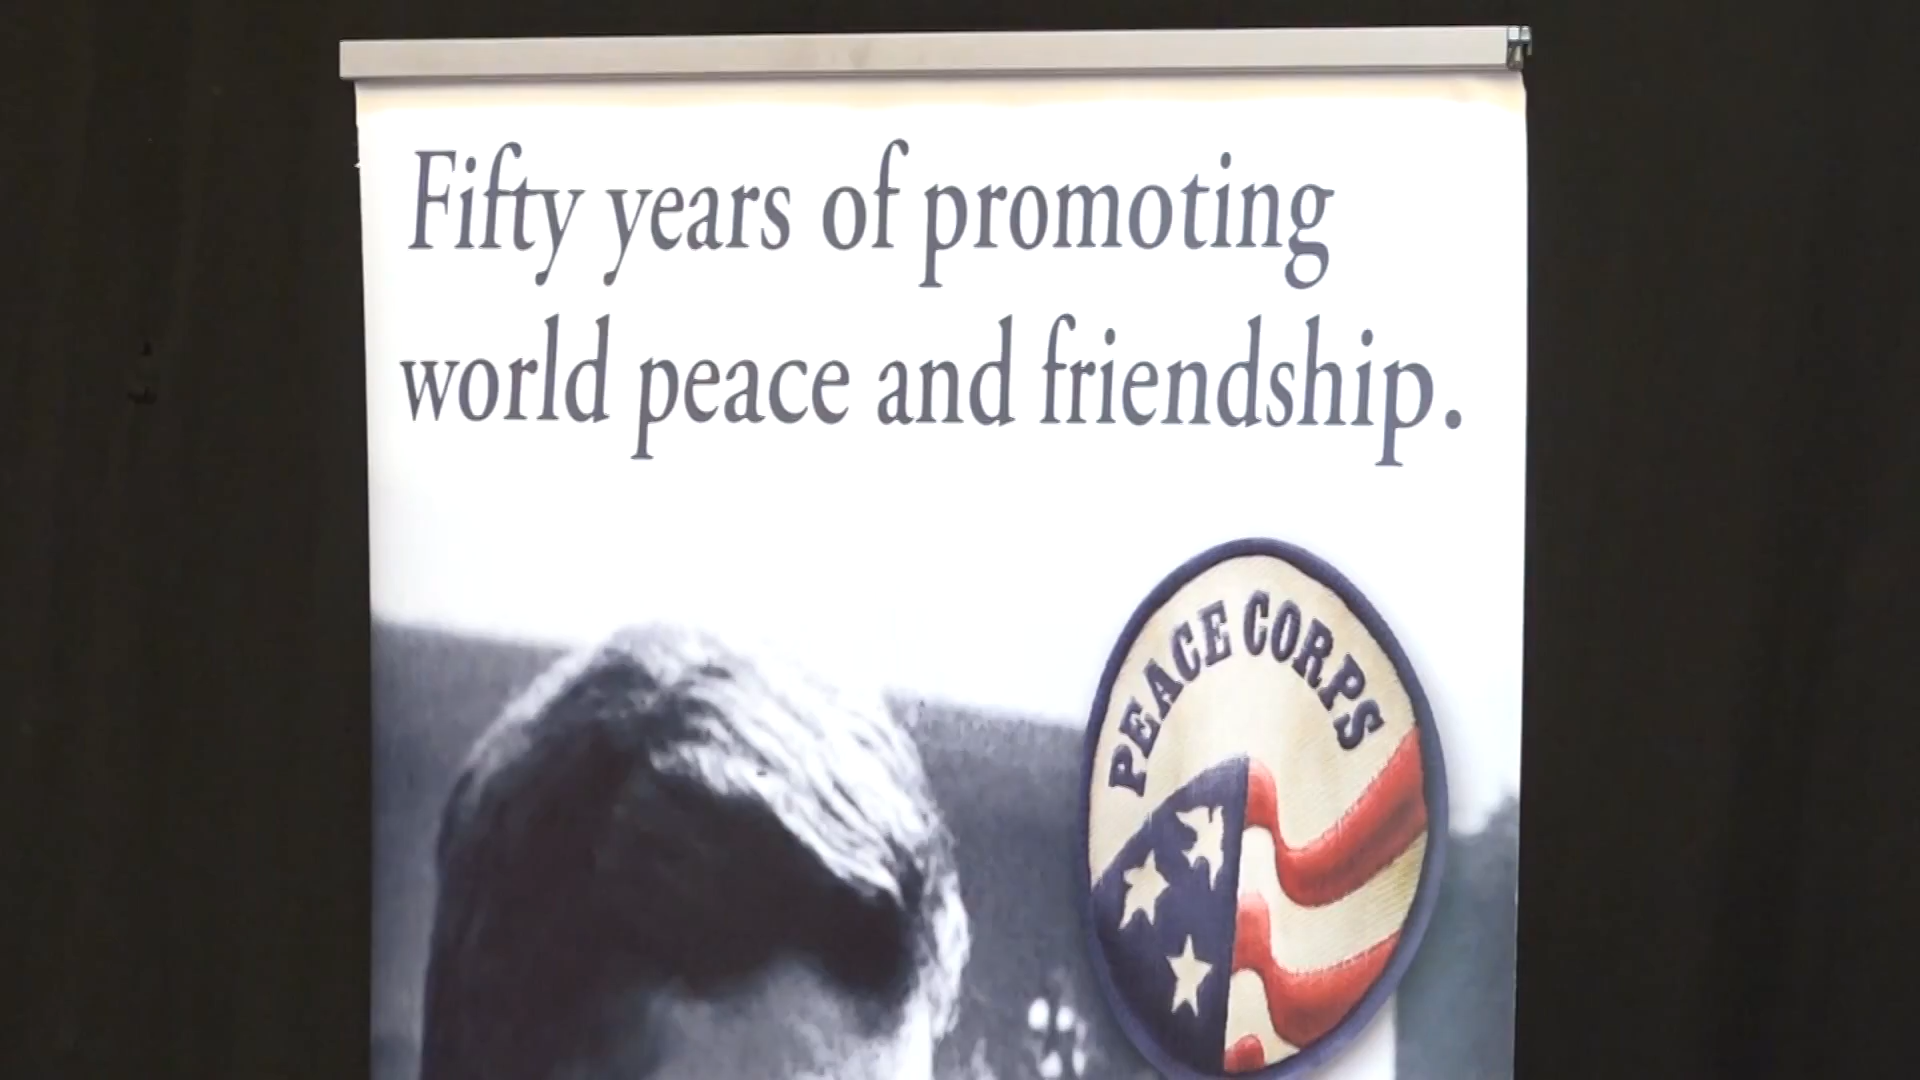 Fifty years of promoting
world peace and friendship.
PEACE CORPS